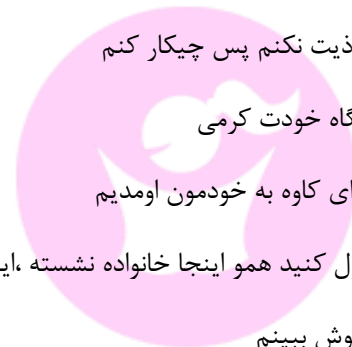 ذیت نکنم پس چیکار کنم
گاه خودت کرمی
ای کاوه به خودمون اومدیم
ل کنید همو اینجا خانواده نشسته ،ای
وش ببینم